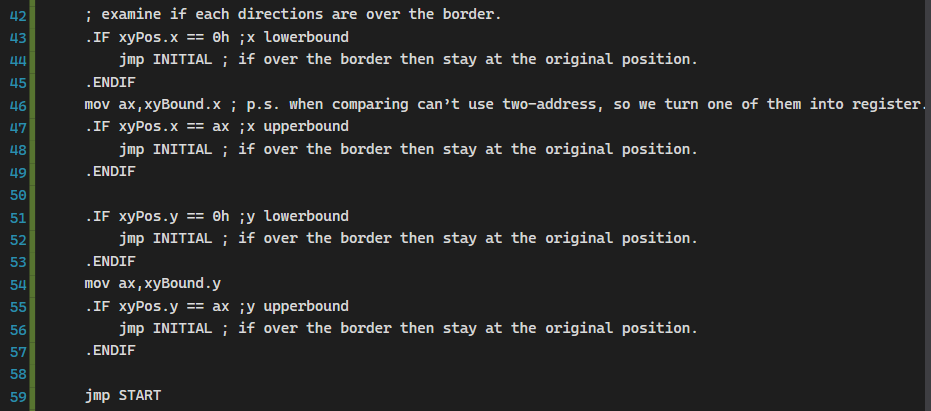 42 ; examine if each directions are over the border.
43 .IF xyPos.x == 0h ;x lowerbound
44 jmp INITIAL ; if over the border then stay at the original position.
45 .ENDIF
46 mov ax,xyBound.x ; p.s. when comparing can’t use two-address, so we turn one of them into register.
47 .IF xyPos.x == ax ;x upperbound
48 jmp INITIAL ; if over the border then stay at the original position.
49 .ENDIF
50
51 .IF xyPos.y == 0h ;y lowerbound
52 jmp INITIAL ; if over the border then stay at the original position.
53 .ENDIF
54 mov ax,xyBound.y
55 .IF xyPos.y == ax ;y upperbound
56 jmp INITIAL ; if over the border then stay at the original position.
57 .ENDIF
58
59 jmp START